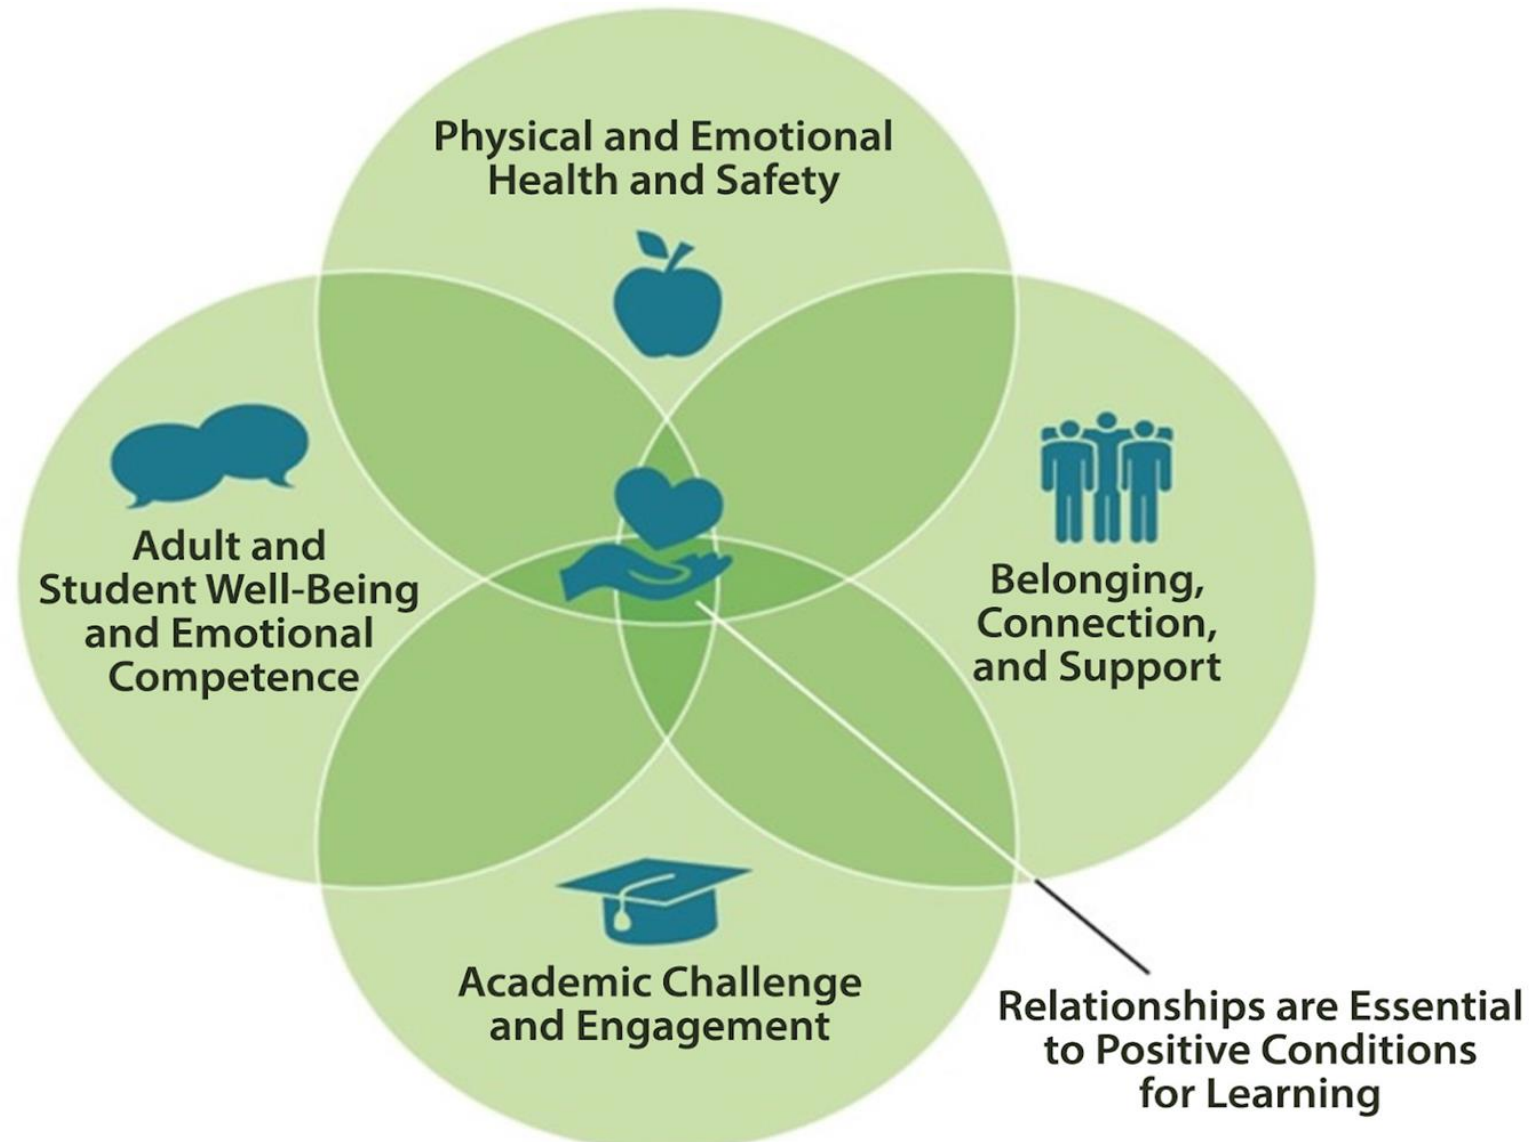 Physical and Emotional
Health and Safety
Adult and
Student Well-Being
and Emotional
Competence
Belonging,
Connection,
and Support
Academic Challenge
and Engagement
Relationships are Essential
to Positive Conditions
for Learning